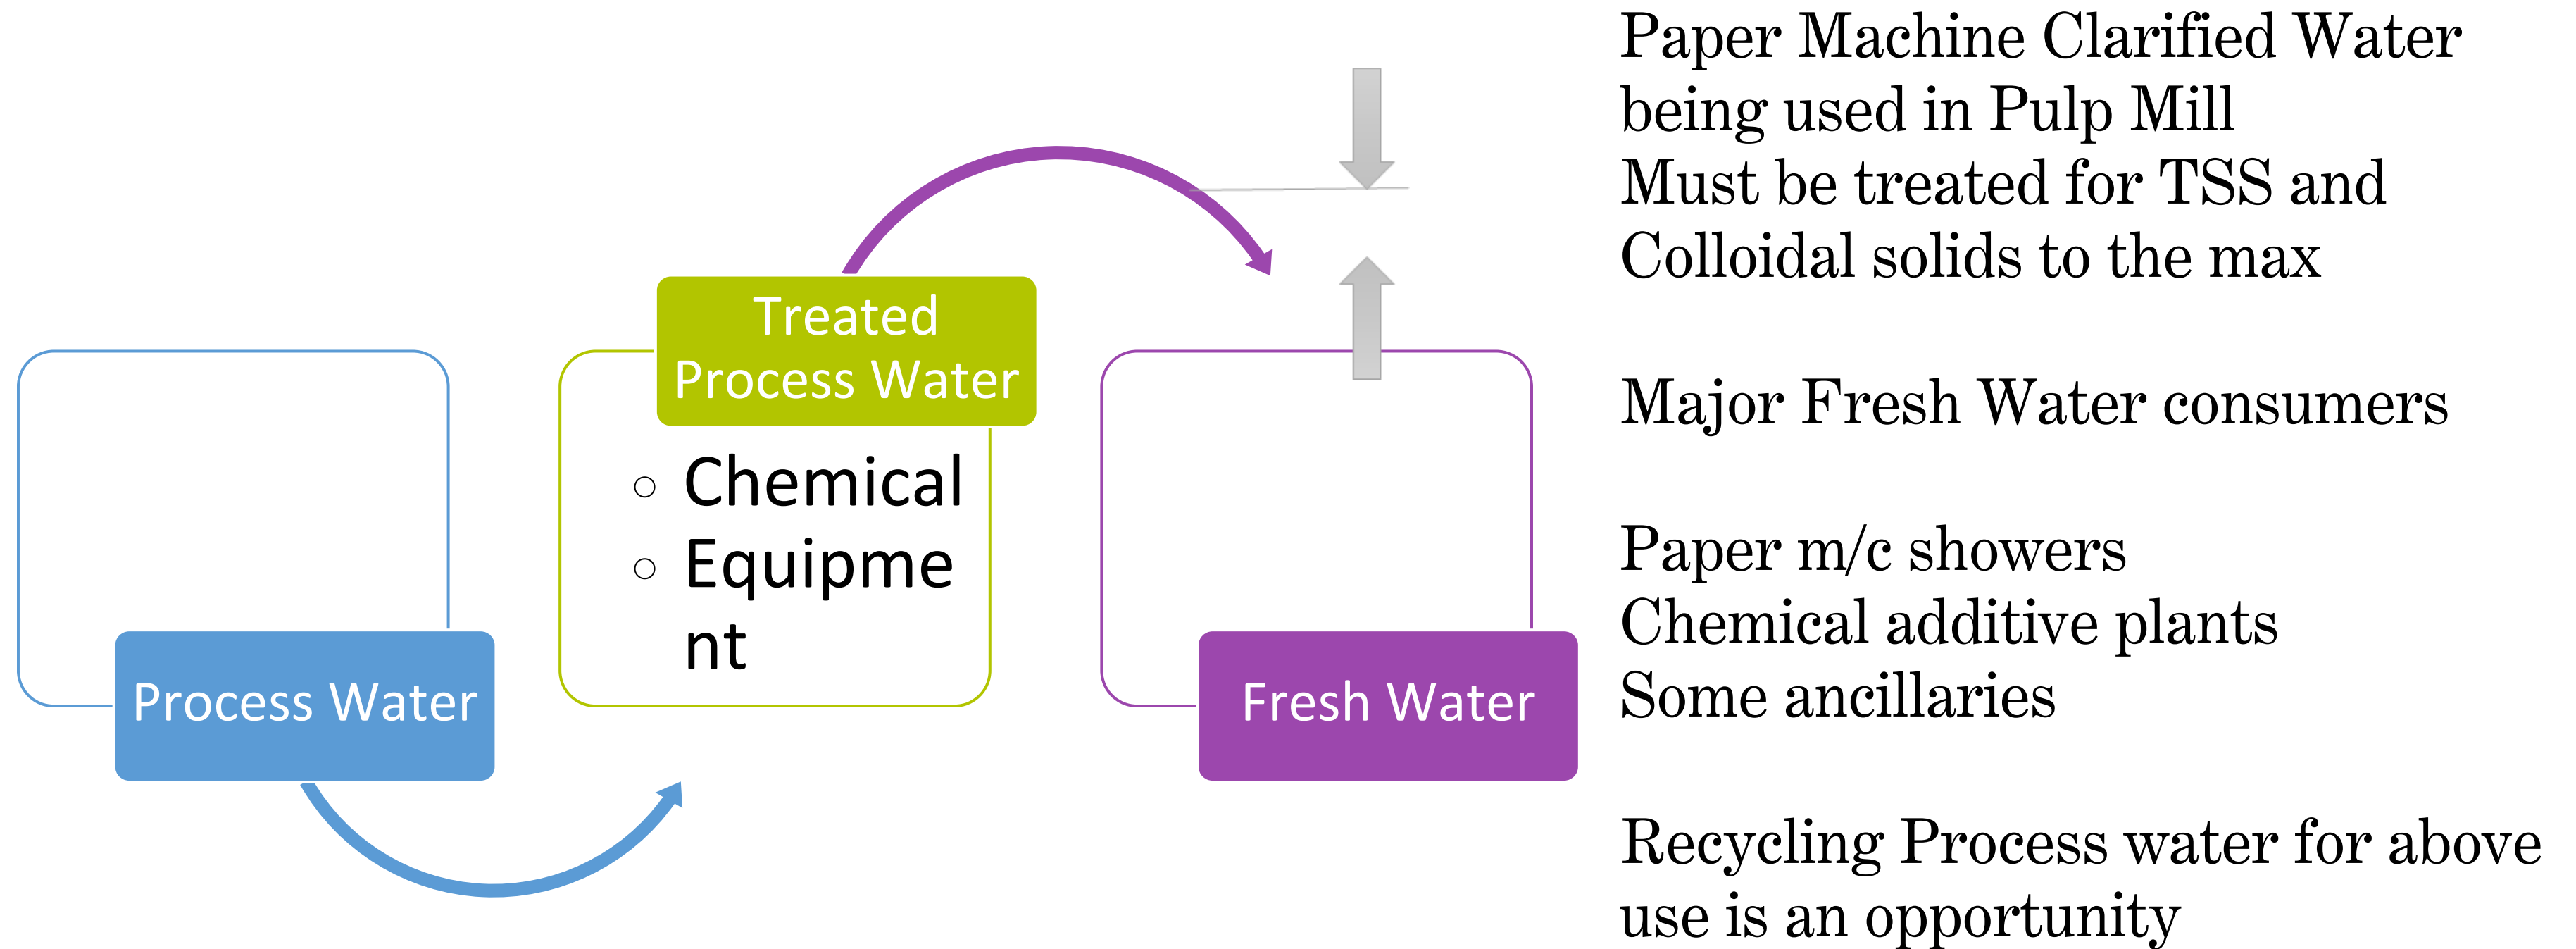 Process Water
Treated
Process Water
○ Chemical
○ Equipme
nt
Fresh Water
Paper Machine Clarified Water
being used in Pulp Mill
Must be treated for TSS and
Colloidal solids to the max
Major Fresh Water consumers
Paper m/c showers
Chemical additive plants
Some ancillaries
Recycling Process water for above
use is an opportunity